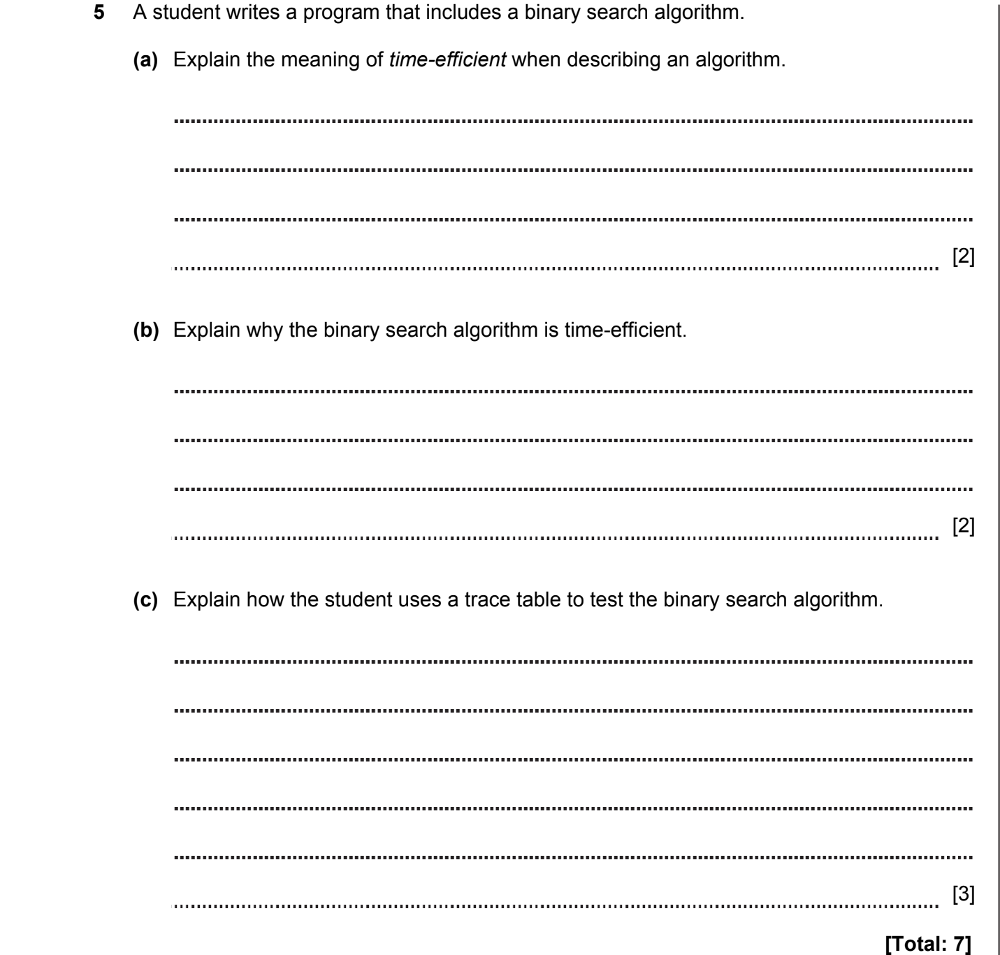 5 A student writes a program that includes a binary search algorithm.
(a) Explain the meaning of time-efficient when describing an algorithm.
[2]
(b) Explain why the binary search algorithm is time-efficient.
[2]
(c) Explain how the student uses a trace table to test the binary search algorithm.
[3]
[Total: 7]